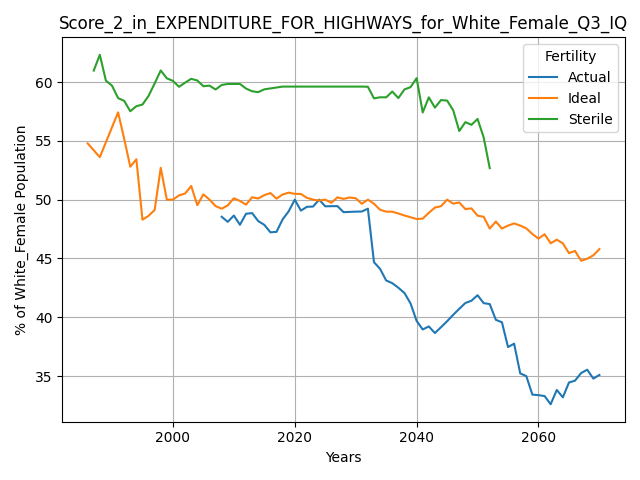 Score_2_in_EXPENDITURE_FOR_HIGHWAYS_for_White_Female_Q3_IQ
Fertility
Actual
Ideal
Sterile
% of White_Female Population
60
55
50
45
40
35
2000
2020
2040
2060
Years